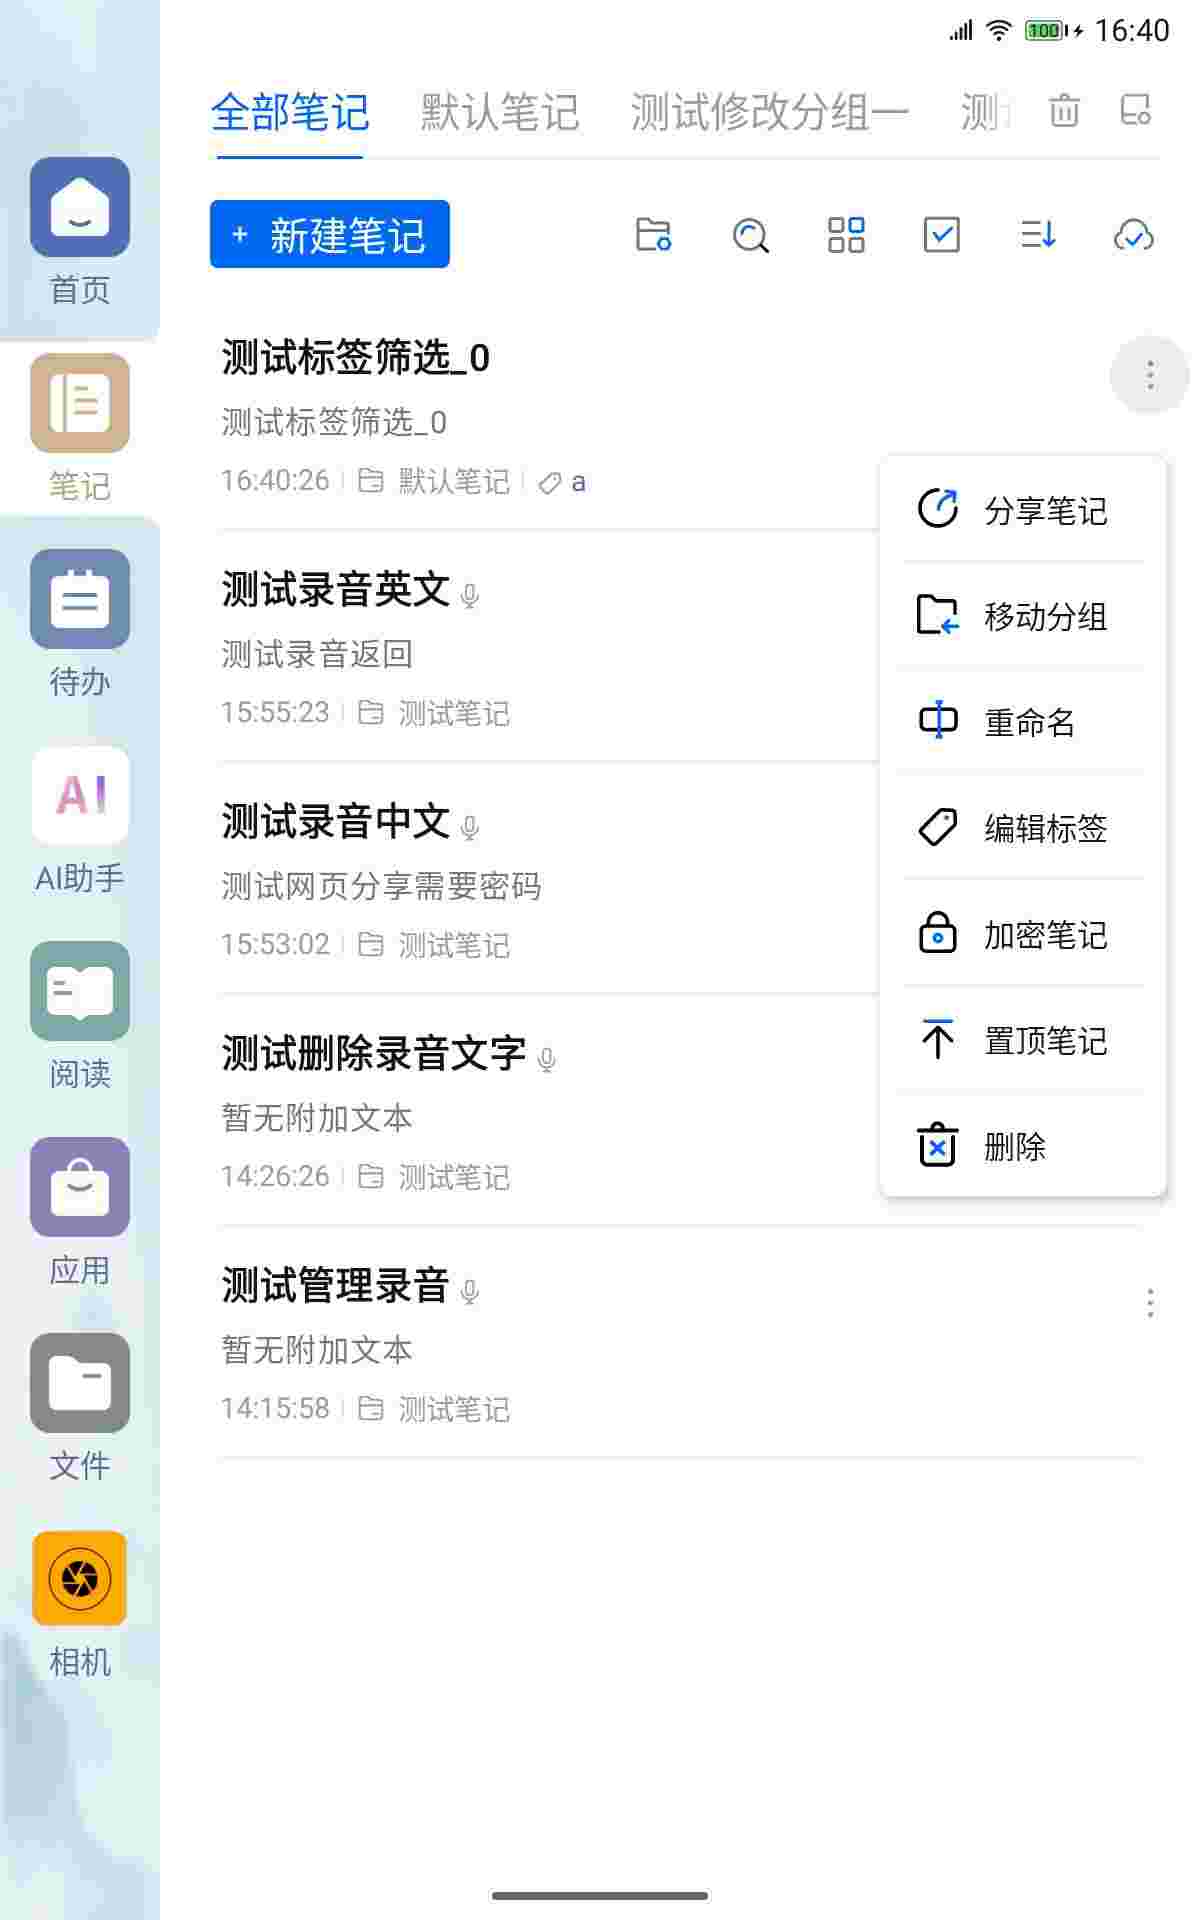 16:40
100
全部笔记
默认笔记
测试修改分组一
首页
笔记
待办
AI
AI助手
阅读
应用
文件
相机
+ 新建笔记
测试标签筛选_0
测试标签筛选_0
16:40:26 默认笔记 a
测试录音英文
测试录音返回
15:55:23 测试笔记
测试录音中文
测试网页分享需要密码
15:53:02 测试笔记
测试删除录音文字
暂无附加文本
14:26:26 测试笔记
测试管理录音
暂无附加文本
14:15:58 测试笔记
分享笔记
移动分组
重命名
编辑标签
加密笔记
置顶笔记
删除